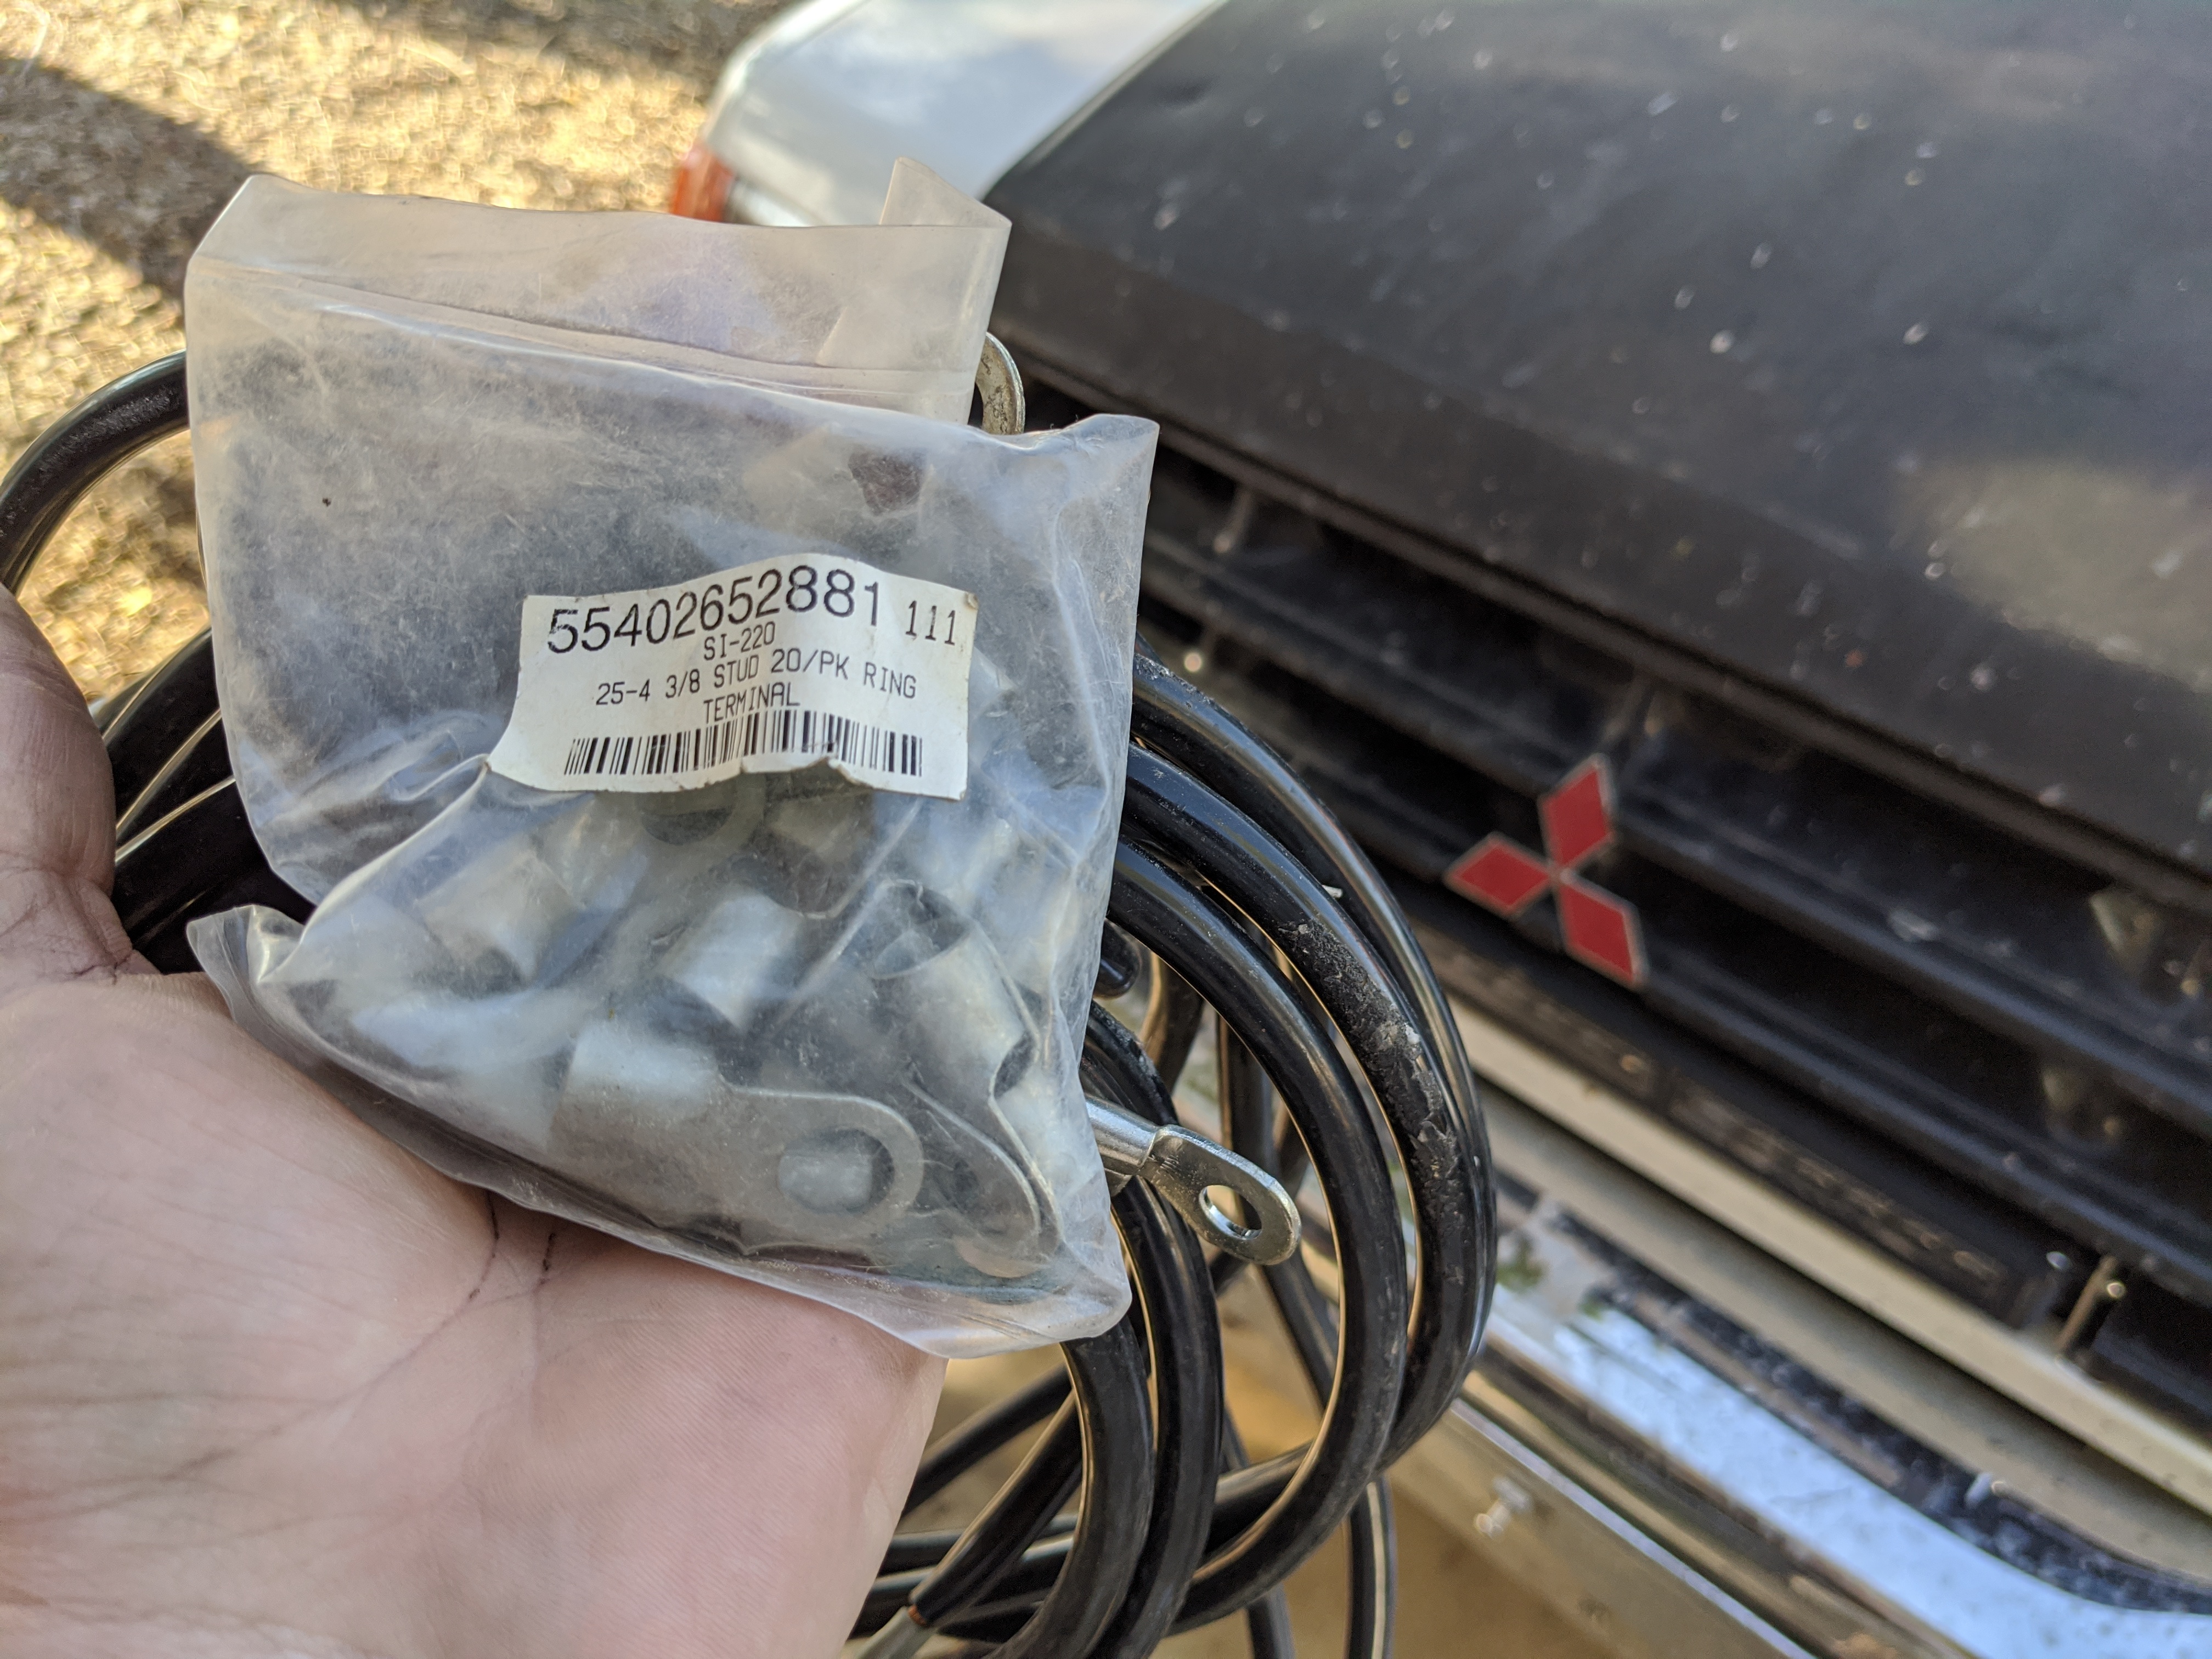 55402652881 111
SI-220
25-4 3/8 STUD 20/PK RING
TERMINAL